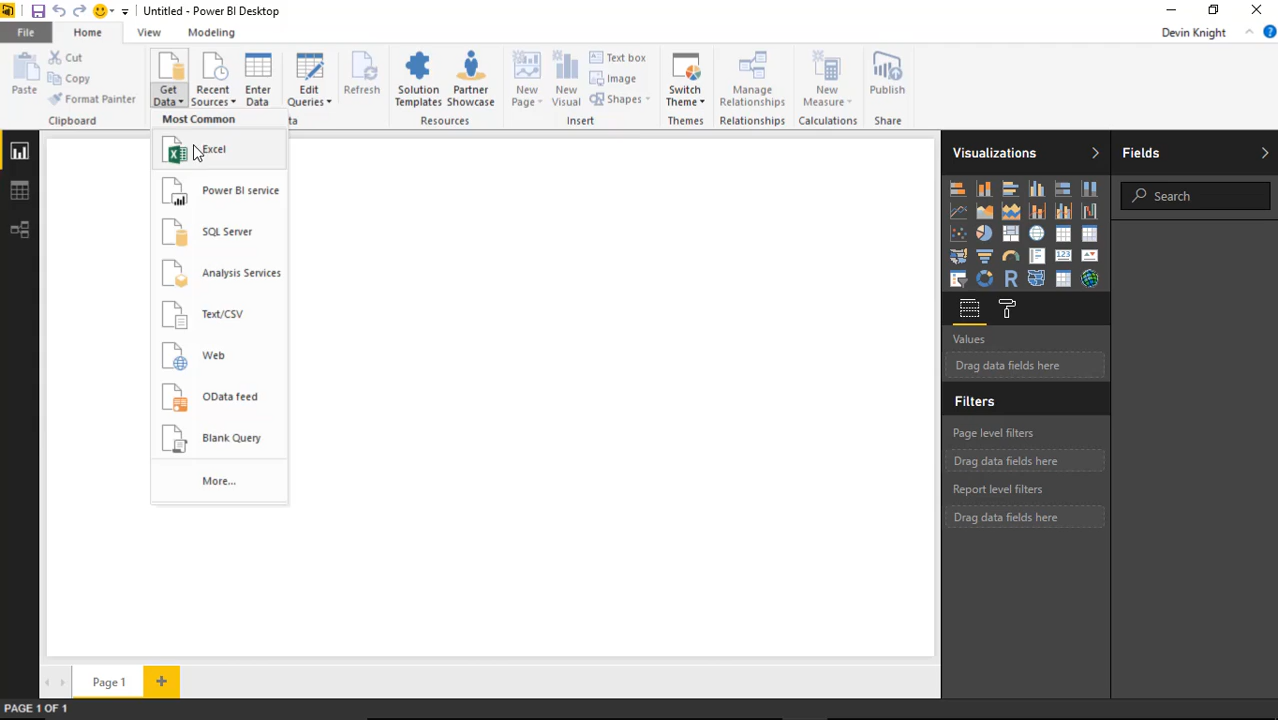 Untitled - Power BI Desktop
File
Home
View
Modeling
Devin Knight
Paste
Cut
Copy
Format Painter
Clipboard
Get Data
Recent Sources
Enter Data
Edit Queries
Refresh
ta
Solution Templates
Partner Showcase
Resources
New Page
New Visual
Text box
Image
Shapes
Insert
Switch Theme
Themes
Manage Relationships
Relationships
New Measure
Calculations
Publish
Share
Most Common
Excel
Power BI service
SQL Server
Analysis Services
Text/CSV
Web
OData feed
Blank Query
More...
Visualizations
R
123
Values
Drag data fields here
Filters
Page level filters
Drag data fields here
Report level filters
Drag data fields here
Fields
Search
Page 1
PAGE 1 OF 1